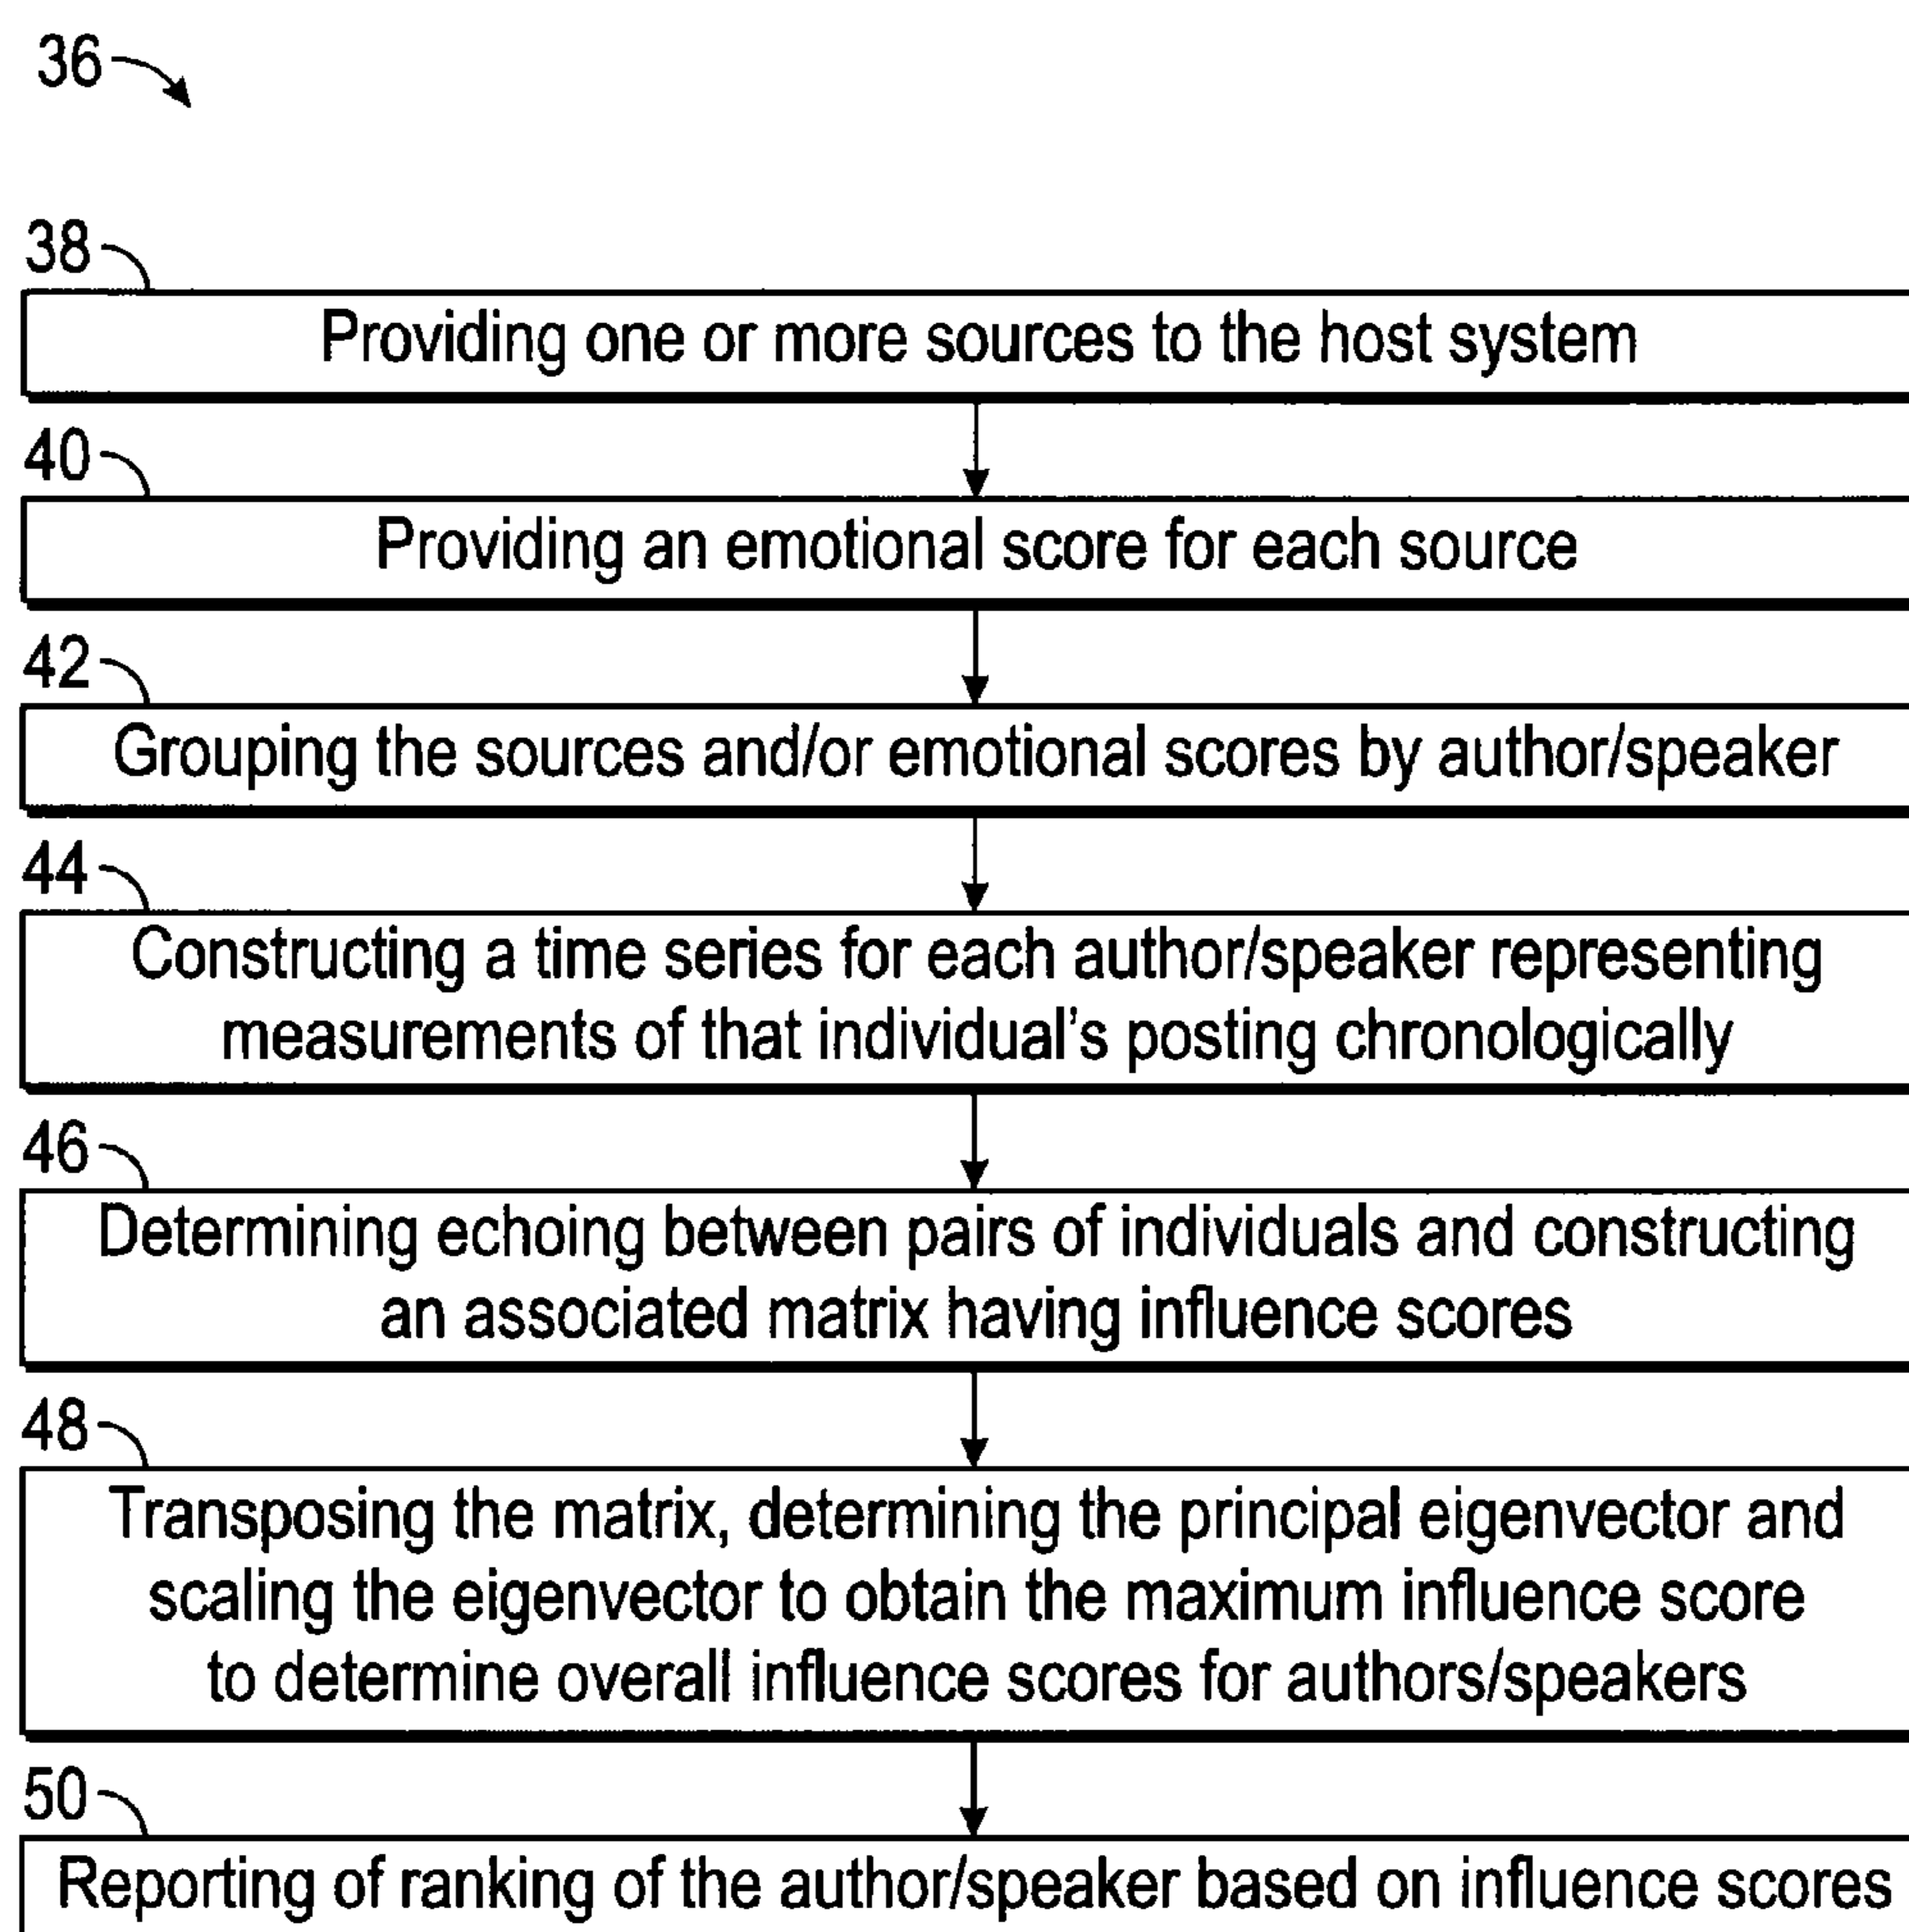 36
38
Providing one or more sources to the host system
40
Providing an emotional score for each source
42
Grouping the sources and/or emotional scores by author/speaker
44
Constructing a time series for each author/speaker representing
measurements of that individual's posting chronologically
46
Determining echoing between pairs of individuals and constructing
an associated matrix having influence scores
48
Transposing the matrix, determining the principal eigenvector and
scaling the eigenvector to obtain the maximum influence score
to determine overall influence scores for authors/speakers
50
Reporting of ranking of the author/speaker based on influence scores